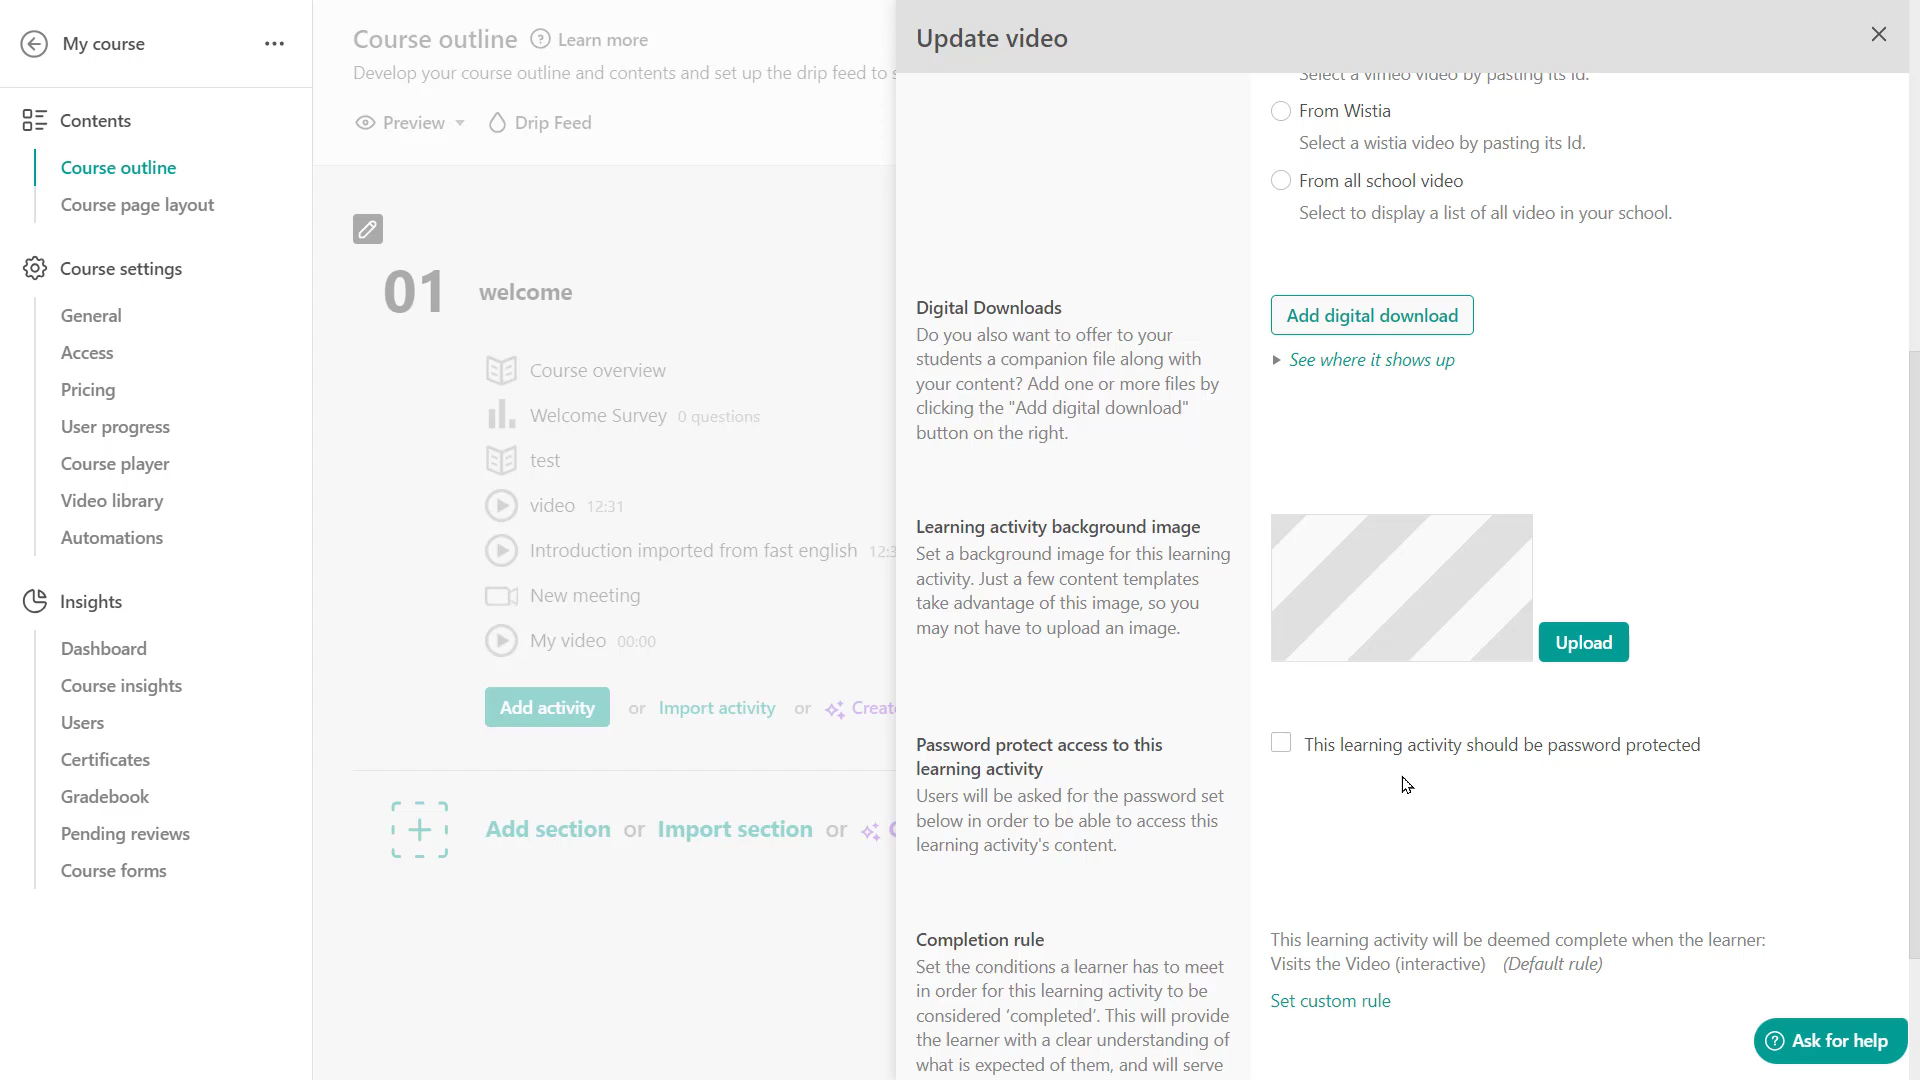 My course
Contents
Course outline
Course page layout
Course settings
General
Access
Pricing
User progress
Course player
Video library
Automations
Insights
Dashboard
Course insights
Users
Certificates
Gradebook
Pending reviews
Course forms
Course outline ? Learn more
Develop your course outline and contents and set up the drip feed to s
Preview
Drip Feed
01 welcome
Course overview
Welcome Survey 0 questions
test
video 12:31
Introduction imported from fast english 12:3
New meeting
My video 00:00
Add activity or Import activity or Create
Add section or Import section or
Update video
Select a vimeo video by pasting its Id.
From Wistia
Select a wistia video by pasting its Id.
From all school video
Select to display a list of all video in your school.
Digital Downloads
Do you also want to offer to your
students a companion file along with
your content? Add one or more files by
clicking the "Add digital download"
button on the right.
Add digital download
See where it shows up
Learning activity background image
Set a background image for this learning
activity. Just a few content templates
take advantage of this image, so you
may not have to upload an image.
Upload
Password protect access to this
learning activity
Users will be asked for the password set
below in order to be able to access this
learning activity's content.
This learning activity should be password protected
Completion rule
Set the conditions a learner has to meet
in order for this learning activity to be
considered ‘completed’. This will provide
the learner with a clear understanding of
what is expected of them, and will serve
This learning activity will be deemed complete when the learner:
Visits the Video (interactive) (Default rule)
Set custom rule
? Ask for help